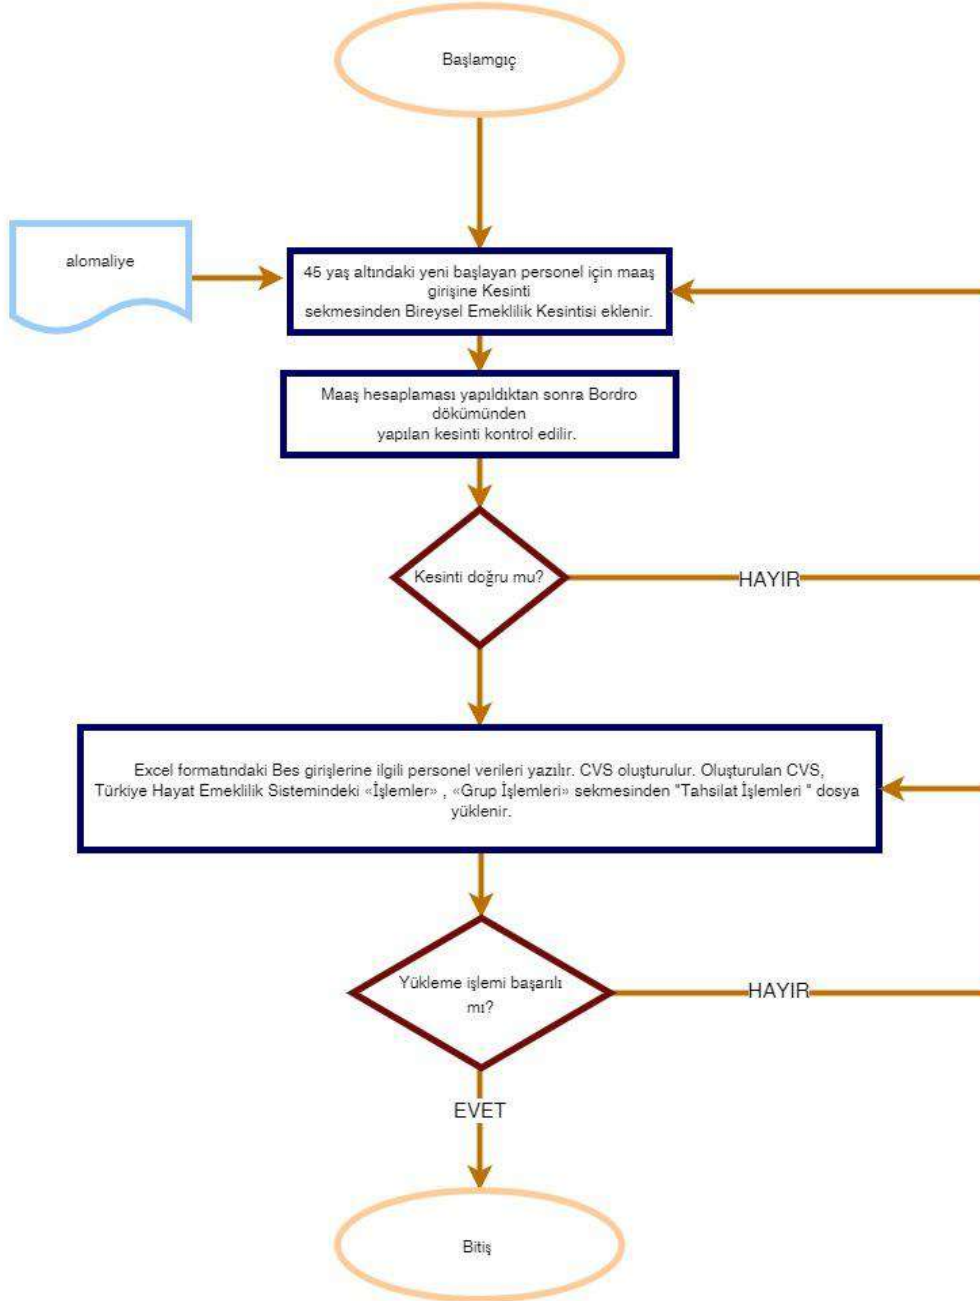 Başlamgıç
alomaliye
45 yaş altındaki yeni başlayan personel için maaş
girişine Kesinti
sekmesinden Bireysel Emeklilik Kesintisi eklenir.
Maaş hesaplaması yapıldıktan sonra Bordro
dökümünden
yapılan kesinti kontrol edilir.
Kesinti doğru mu?
HAYIR
Excel formatındaki Bes girişlerine ilgili personel verileri yazılır. CVS oluşturulur. Oluşturulan CVS,
Türkiye Hayat Emeklilik Sistemindeki «İşlemler» , «Grup İşlemleri» sekmesinden "Tahsilat İşlemleri " dosya
yüklenir.
Yükleme işlemi başarılı
mı?
HAYIR
EVET
Bitiş